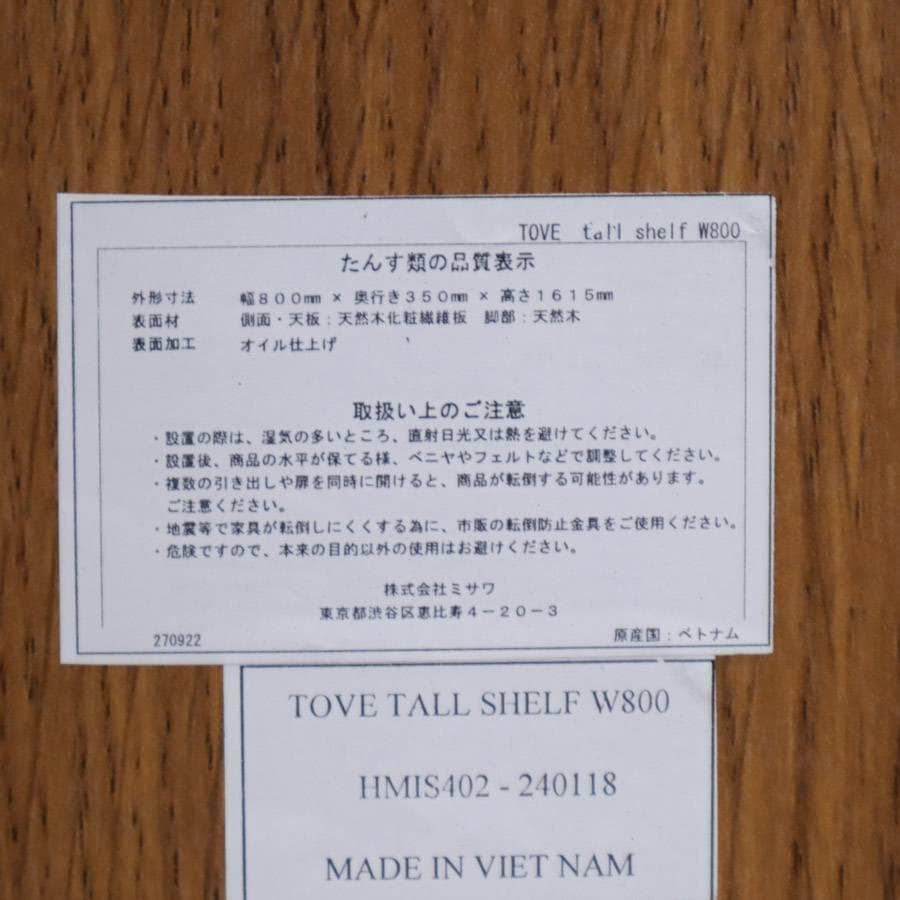 TOVE tall shelf W800
たんす類の品質表示
外形寸法 幅800mm × 奥行き350mm × 高さ1615mm
表面材 側面・天板:天然木化粧繊維板 脚部:天然木
表面加工 オイル仕上げ
取扱い上のご注意
・設置の際は、湿気の多いところ、直射日光又は熱を避けてください。
・設置後、商品の水平が保てる様、ベニヤやフェルトなどで調整してください。
・複数の引き出しや扉を同時に開けると、商品が転倒する可能性があります。
ご注意ください。
・地震等で家具が転倒しにくくする為に、市販の転倒防止金具をご使用ください。
・危険ですので、本来の目的以外の使用はお避けください。
株式会社ミサワ
東京都渋谷区恵比寿4-20-3
270922 原産国:ベトナム
TOVE TALL SHELF W800
HMIS402 - 240118
MADE IN VIET NAM